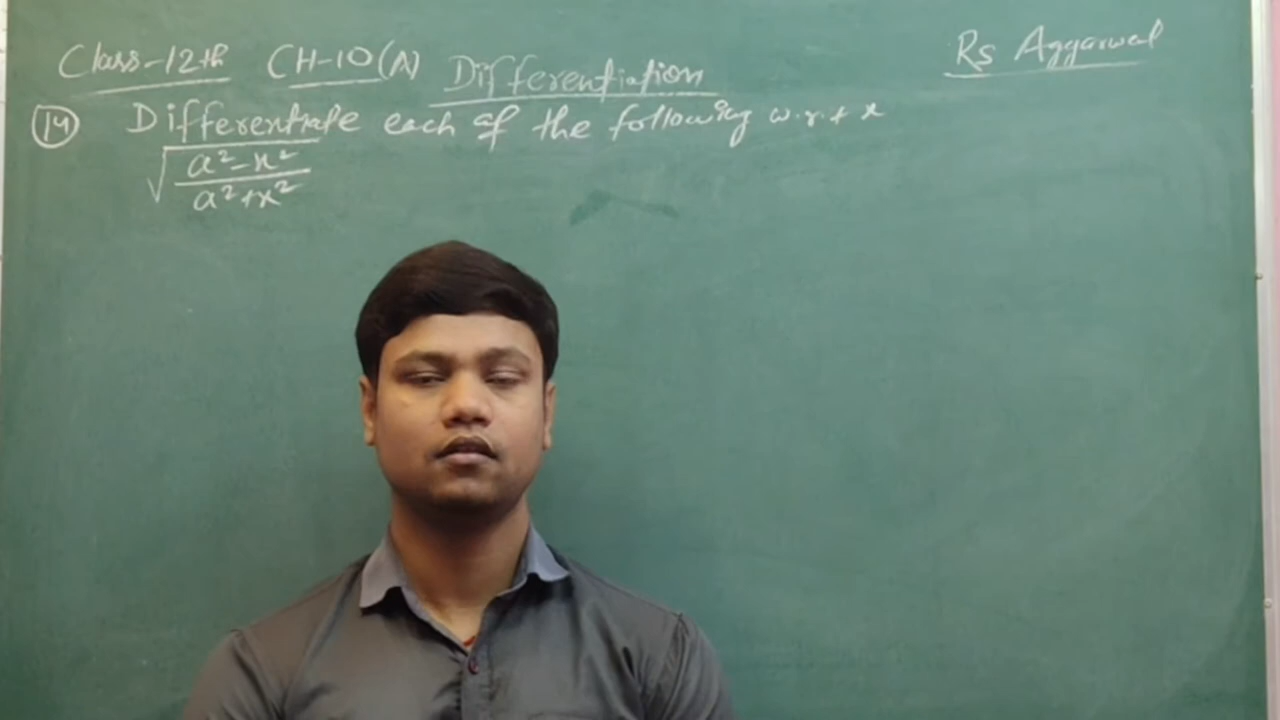 Class-12th CH-10(A) Differentiation Rs Aggarwal
(14) Differentiate each of the following w.r.t x
√((a²-x²)/(a²+x²))